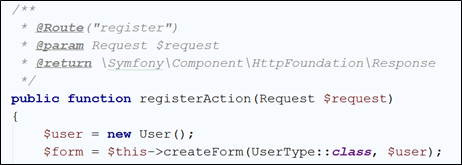 /**
 * @Route("register")
 * @param Request $request
 * @return \Symfony\Component\HttpFoundation\Response
 */
public function registerAction(Request $request)
{
    $user = new User();
    $form = $this->createForm(UserType::class, $user);